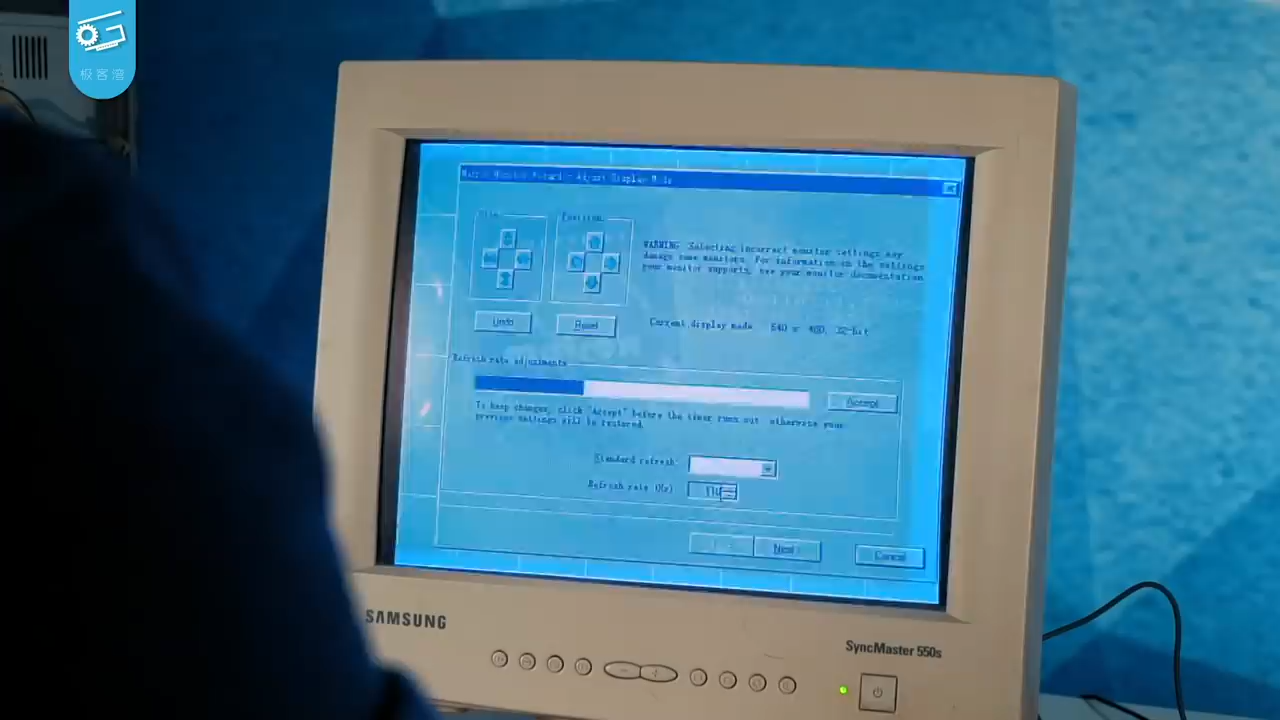 极客湾
Monitor Wizard - Adjust Display Mode
Size
Position
WARNING: Selecting incorrect monitor settings may
damage some monitors. For information on the settings
your monitor supports, see your monitor documentation.
Undo
Reset
Current display mode 640 x 480, 32-bit
Refresh rate adjustments
Accept
To keep changes, click "Accept" before the timer runs out, otherwise your
previous settings will be restored.
Standard refresh:
Refresh rate (Hz)
Next
Cancel
SAMSUNG
SyncMaster 550s